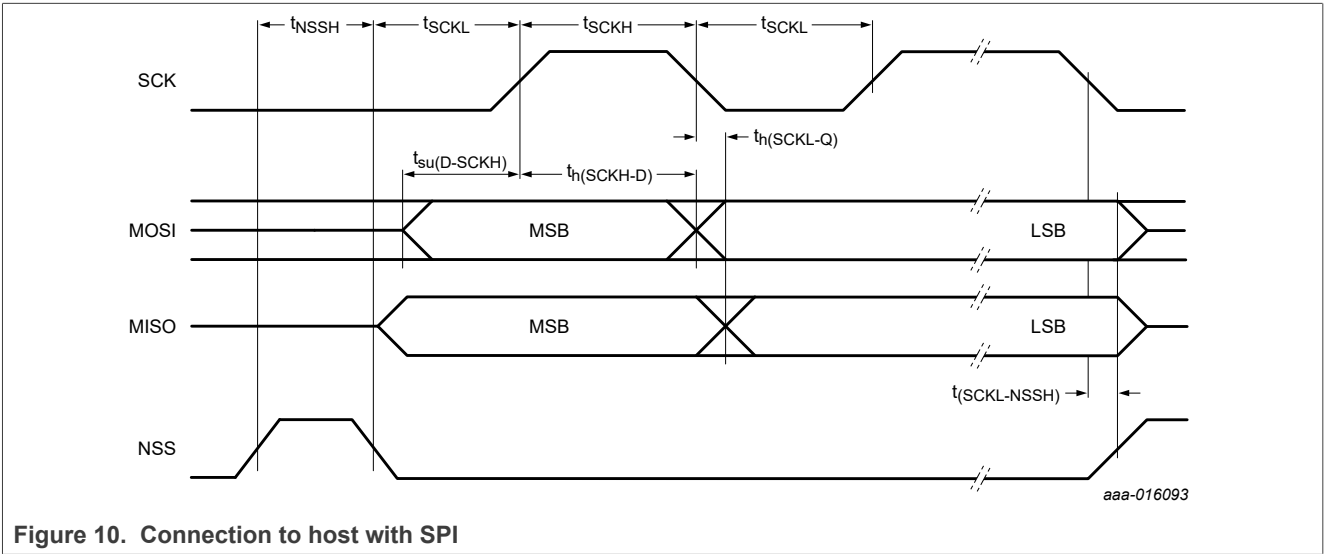 tNSSH tSCKL tSCKH tSCKL
SCK
th(SCKL-Q)
tsu(D-SCKH)
th(SCKH-D)
MOSI MSB LSB
MISO MSB LSB
t(SCKL-NSSH)
NSS
aaa-016093
Figure 10. Connection to host with SPI